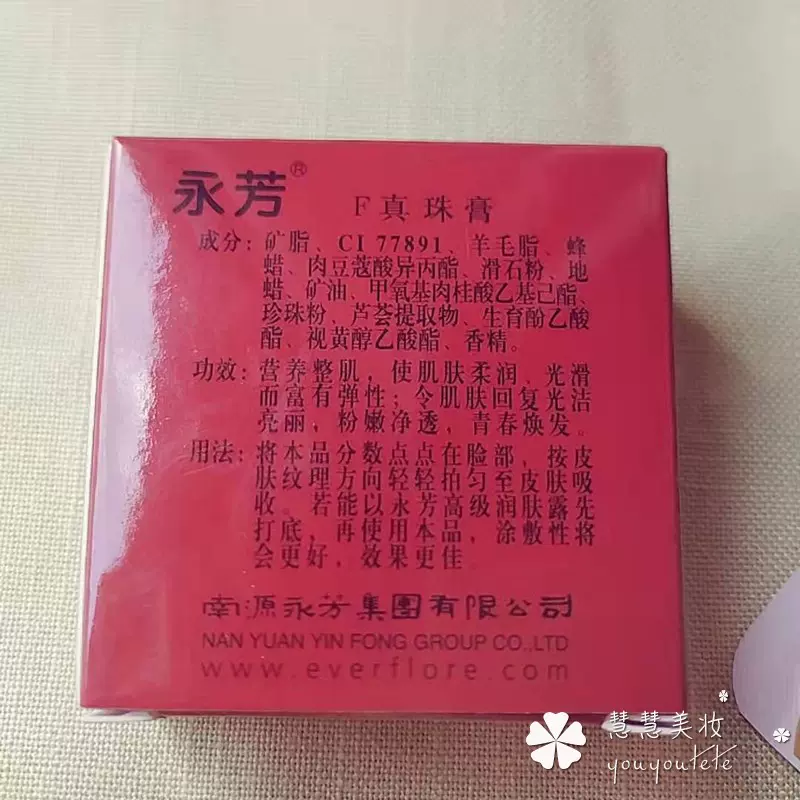 永芳® F真珠膏
成分：矿脂、CI 77891、羊毛脂、蜂
蜡、肉豆蔻酸异丙酯、滑石粉、地
蜡、矿油、甲氧基肉桂酸乙基己酯、
珍珠粉、芦荟提取物、生育酚乙酸
酯、视黄醇乙酸酯、香精。
功效：营养整肌，使肌肤柔润、光滑
而富有弹性；令肌肤回复光洁
亮丽，粉嫩净透，青春焕发。
用法：将本品分数点点在脸部，按皮
肤纹理方向轻轻拍匀至皮肤吸
收。若能以永芳高级润肤露先
打底，再使用本品，涂敷性将
会更好，效果更佳
南源永芳集團有限公司
NAN YUAN YIN FONG GROUP CO.,LTD
www.everflore.com
慧慧美妆
youyoutete